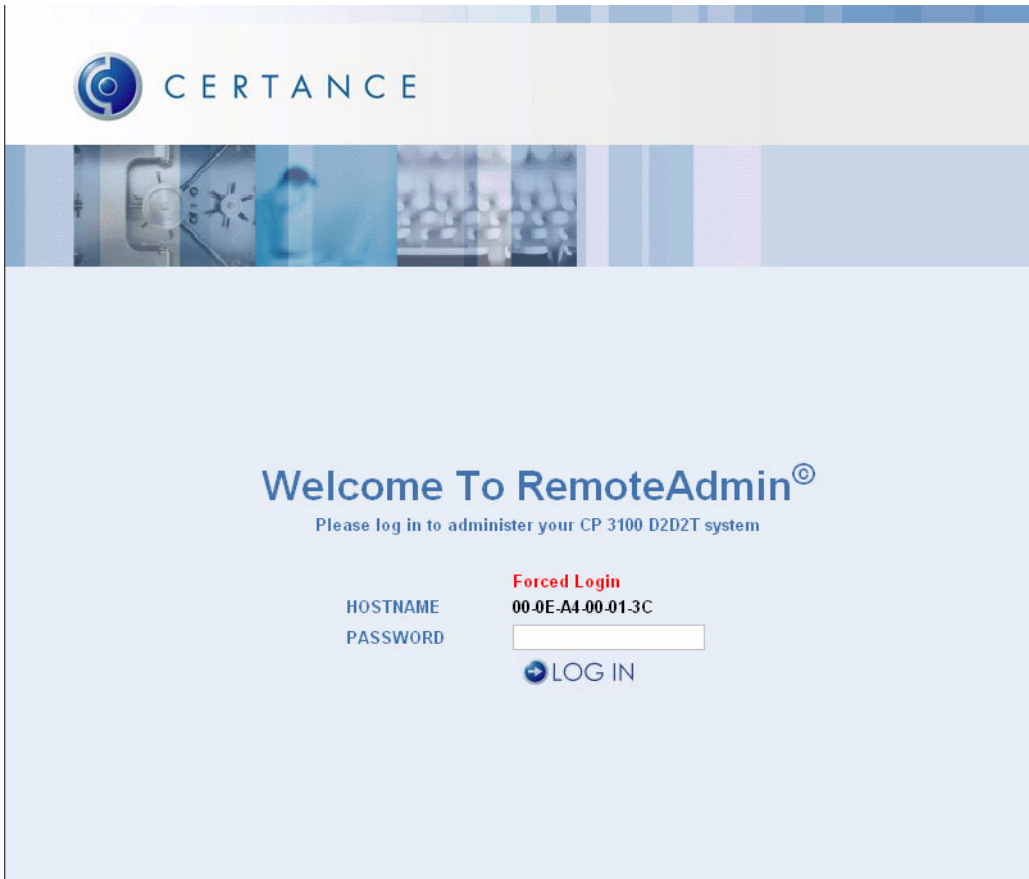 CERTANCE
Welcome To RemoteAdmin©
Please log in to administer your CP 3100 D2D2T system
Forced Login
HOSTNAME 00-0E-A4-00-01-3C
PASSWORD
LOG IN